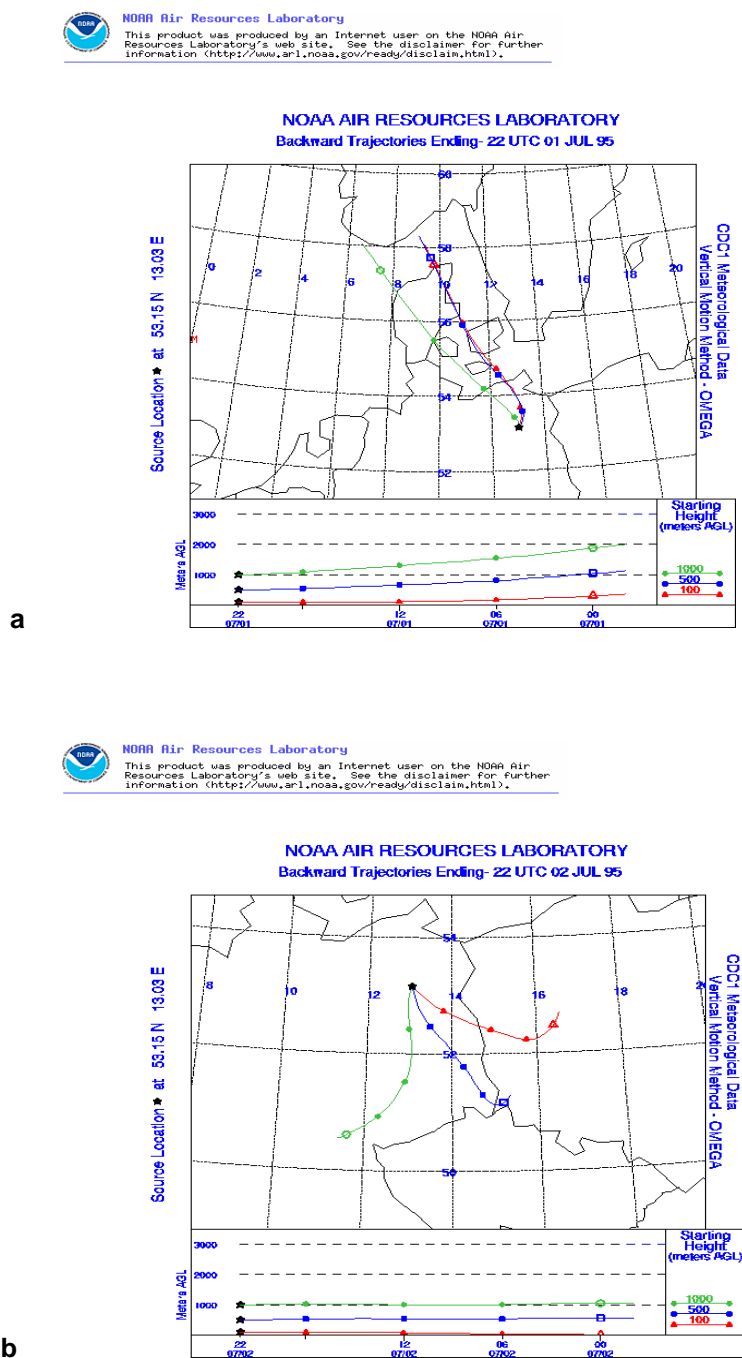 NOAA Air Resources Laboratory
This product was produced by an Internet user on the NOAA Air
Resources Laboratory's web site. See the disclaimer for further
information (http://www.arl.noaa.gov/ready/disclaim.html).
NOAA AIR RESOURCES LABORATORY
Backward Trajectories Ending- 22 UTC 01 JUL 95
Source Location ★ at 53.15 N 13.03 E
CDC1 Meteorological Data
Vertical Motion Method - OMEGA
60
58
0 2 4 6 8 10 12 14 16 18 20
56
M
54
52
Meters AGL
3000
2000
1000
Starting
Height
(meters AGL)
1000
500
100
22 12 06 00
07/01 07/01 07/01 07/01
a
NOAA Air Resources Laboratory
This product was produced by an Internet user on the NOAA Air
Resources Laboratory's web site. See the disclaimer for further
information (http://www.arl.noaa.gov/ready/disclaim.html).
NOAA AIR RESOURCES LABORATORY
Backward Trajectories Ending- 22 UTC 02 JUL 95
Source Location ★ at 53.15 N 13.03 E
CDC1 Meteorological Data
Vertical Motion Method - OMEGA
54
8 10 12 14 16 18 20
52
50
Meters AGL
3000
2000
1000
Starting
Height
(meters AGL)
1000
500
100
22 12 06 00
07/02 07/02 07/02 07/02
b